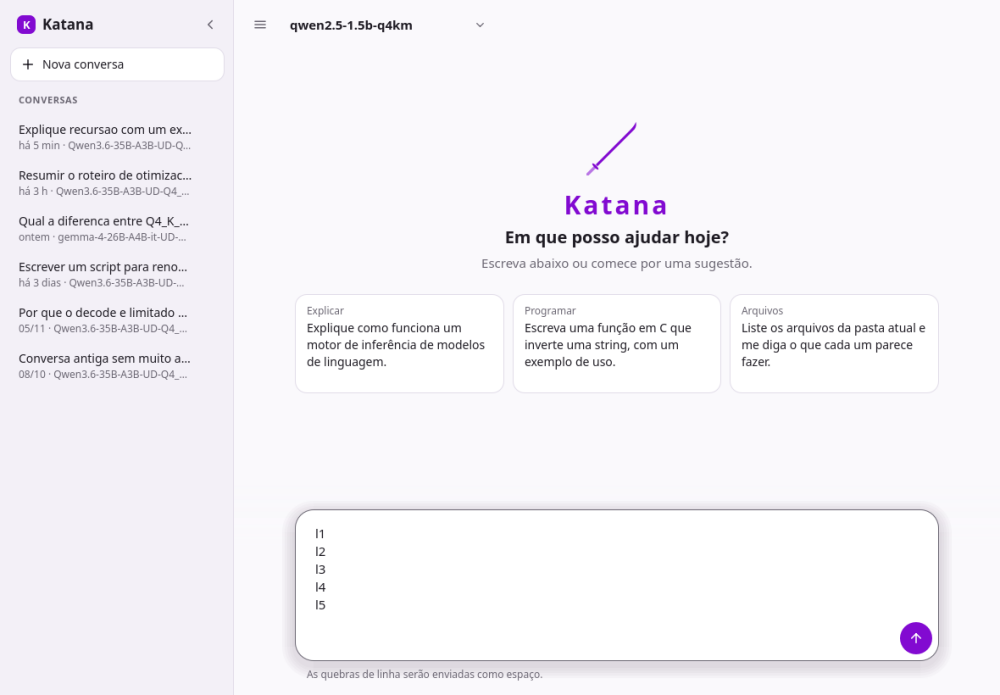 K Katana
Nova conversa
CONVERSAS
Explique recursao com um ex...
há 5 min · Qwen3.6-35B-A3B-UD-Q...
Resumir o roteiro de otimizac...
há 3 h · Qwen3.6-35B-A3B-UD-Q4_...
Qual a diferenca entre Q4_K_...
ontem · gemma-4-26B-A4B-it-UD-...
Escrever um script para reno...
há 3 dias · Qwen3.6-35B-A3B-UD-...
Por que o decode e limitado ...
05/11 · Qwen3.6-35B-A3B-UD-Q4_...
Conversa antiga sem muito a...
08/10 · Qwen3.6-35B-A3B-UD-Q4_...
qwen2.5-1.5b-q4km
Katana
Em que posso ajudar hoje?
Escreva abaixo ou comece por uma sugestão.
Explicar
Explique como funciona um
motor de inferência de modelos
de linguagem.
Programar
Escreva uma função em C que
inverte uma string, com um
exemplo de uso.
Arquivos
Liste os arquivos da pasta atual e
me diga o que cada um parece
fazer.
l1
l2
l3
l4
l5
As quebras de linha serão enviadas como espaço.